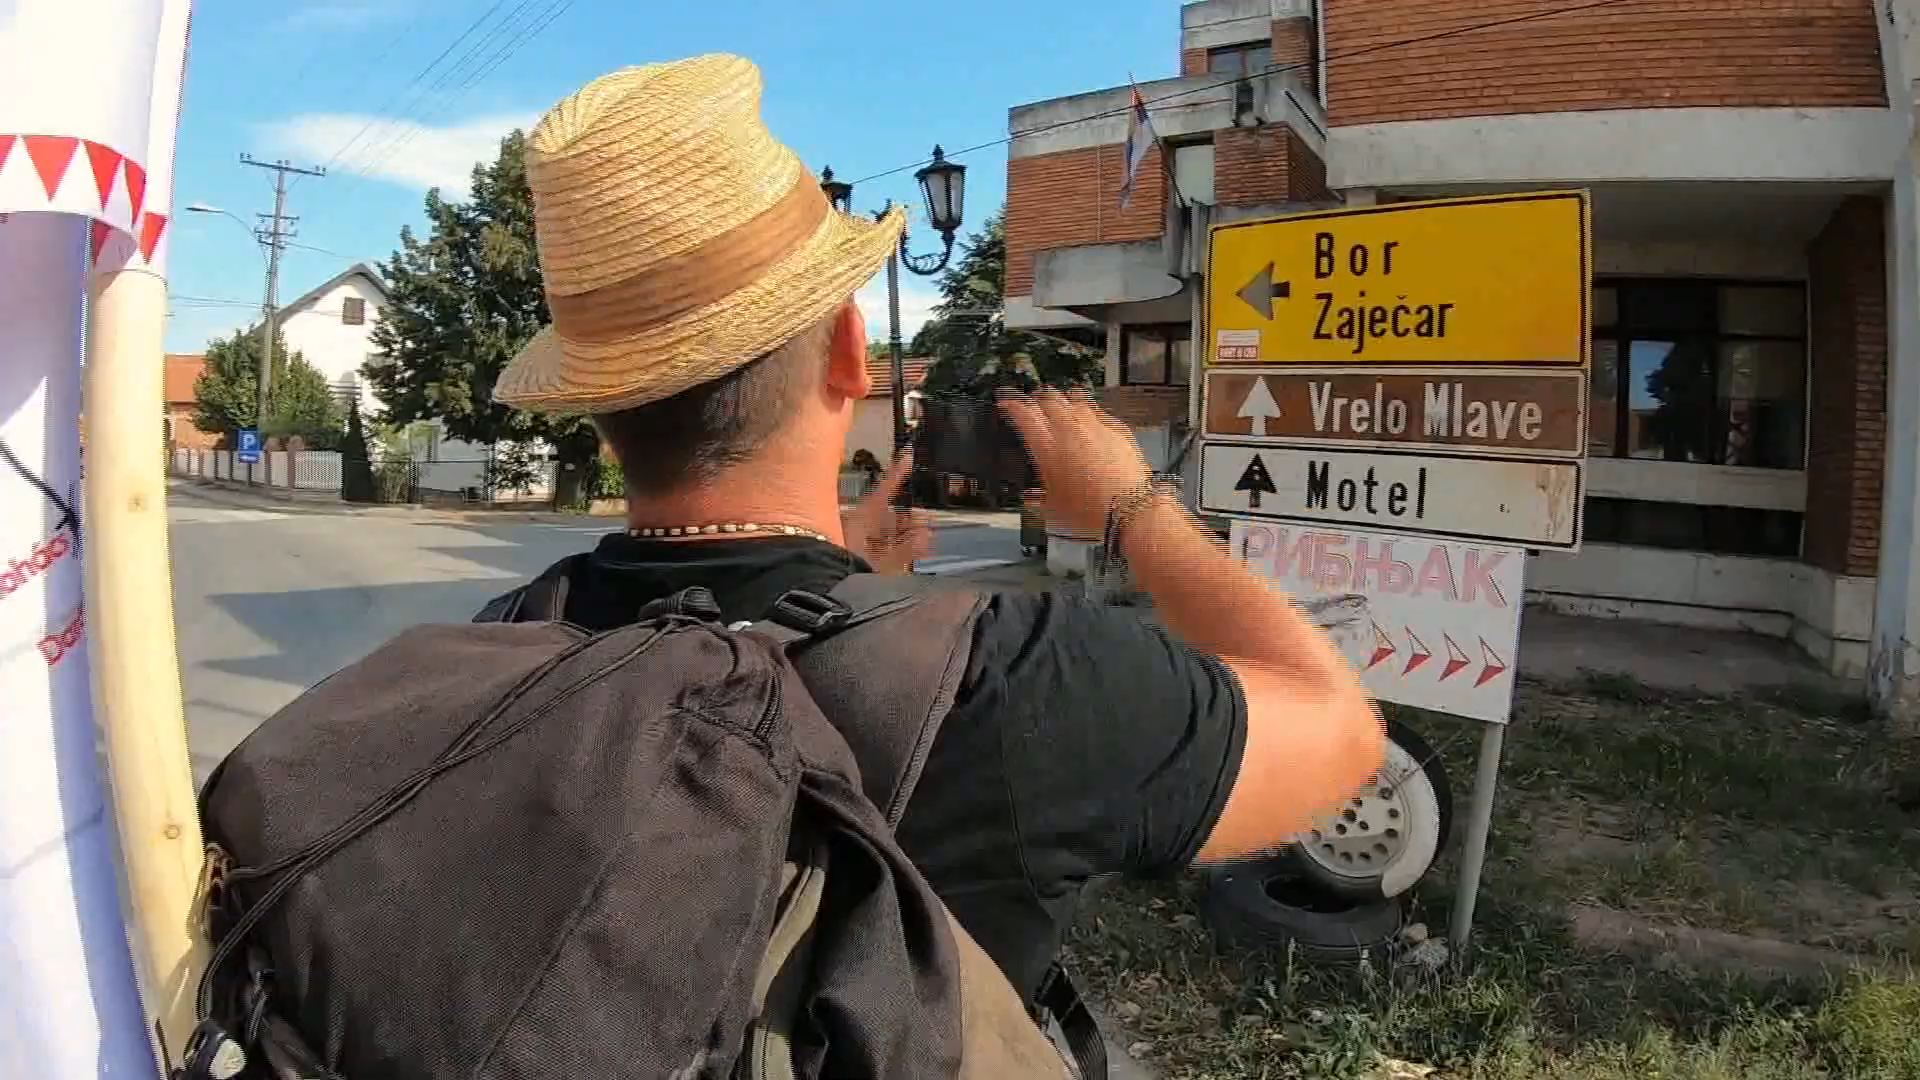 Bor
Zaječar
Vrelo Mlave
Motel
РИБЊАК
P